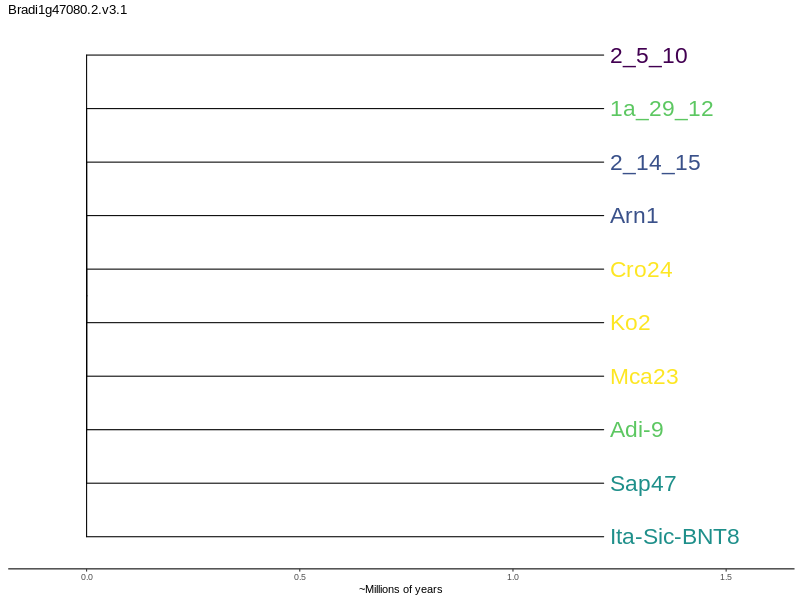 Bradi1g47080.2.v3.1
2_5_10
1a_29_12
2_14_15
Arn1
Cro24
Ko2
Mca23
Adi-9
Sap47
Ita-Sic-BNT8
0.0 0.5 1.0 1.5
~Millions of years